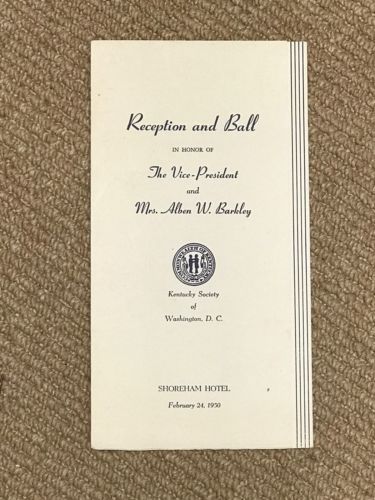 Reception and Ball
IN HONOR OF
The Vice-President
and
Mrs. Alben W. Barkley
Kentucky Society
of
Washington, D. C.
SHOREHAM HOTEL
February 24, 1950